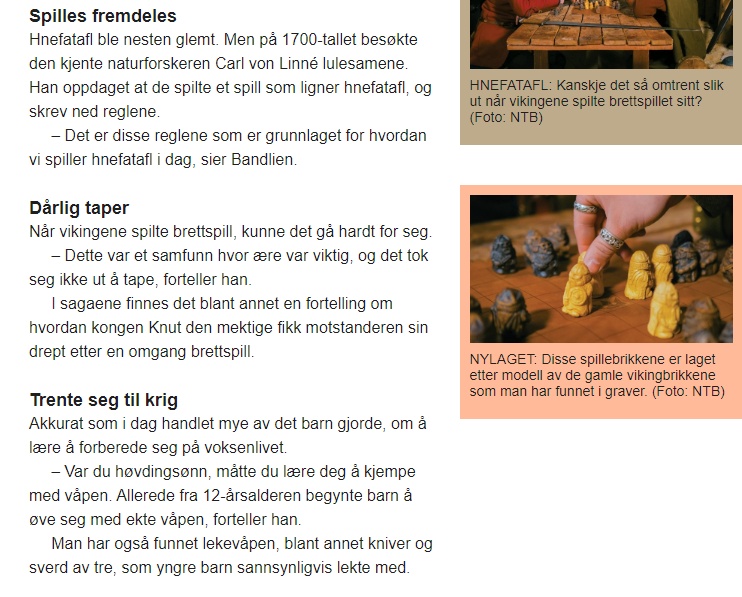 Spilles fremdeles
Hnefatafl ble nesten glemt. Men på 1700-tallet besøkte
den kjente naturforskeren Carl von Linné lulesamene.
Han oppdaget at de spilte et spill som ligner hnefatafl, og
skrev ned reglene.
– Det er disse reglene som er grunnlaget for hvordan
vi spiller hnefatafl i dag, sier Bandlien.
Dårlig taper
Når vikingene spilte brettspill, kunne det gå hardt for seg.
– Dette var et samfunn hvor ære var viktig, og det tok
seg ikke ut å tape, forteller han.
I sagaene finnes det blant annet en fortelling om
hvordan kongen Knut den mektige fikk motstanderen sin
drept etter en omgang brettspill.
Trente seg til krig
Akkurat som i dag handlet mye av det barn gjorde, om å
lære å forberede seg på voksenlivet.
– Var du høvdingsønn, måtte du lære deg å kjempe
med våpen. Allerede fra 12-årsalderen begynte barn å
øve seg med ekte våpen, forteller han.
Man har også funnet lekevåpen, blant annet kniver og
sverd av tre, som yngre barn sannsynligvis lekte med.
HNEFATAFL: Kanskje det så omtrent slik
ut når vikingene spilte brettspillet sitt?
(Foto: NTB)
NYLAGET: Disse spillebrikkene er laget
etter modell av de gamle vikingbrikkene
som man har funnet i graver. (Foto: NTB)